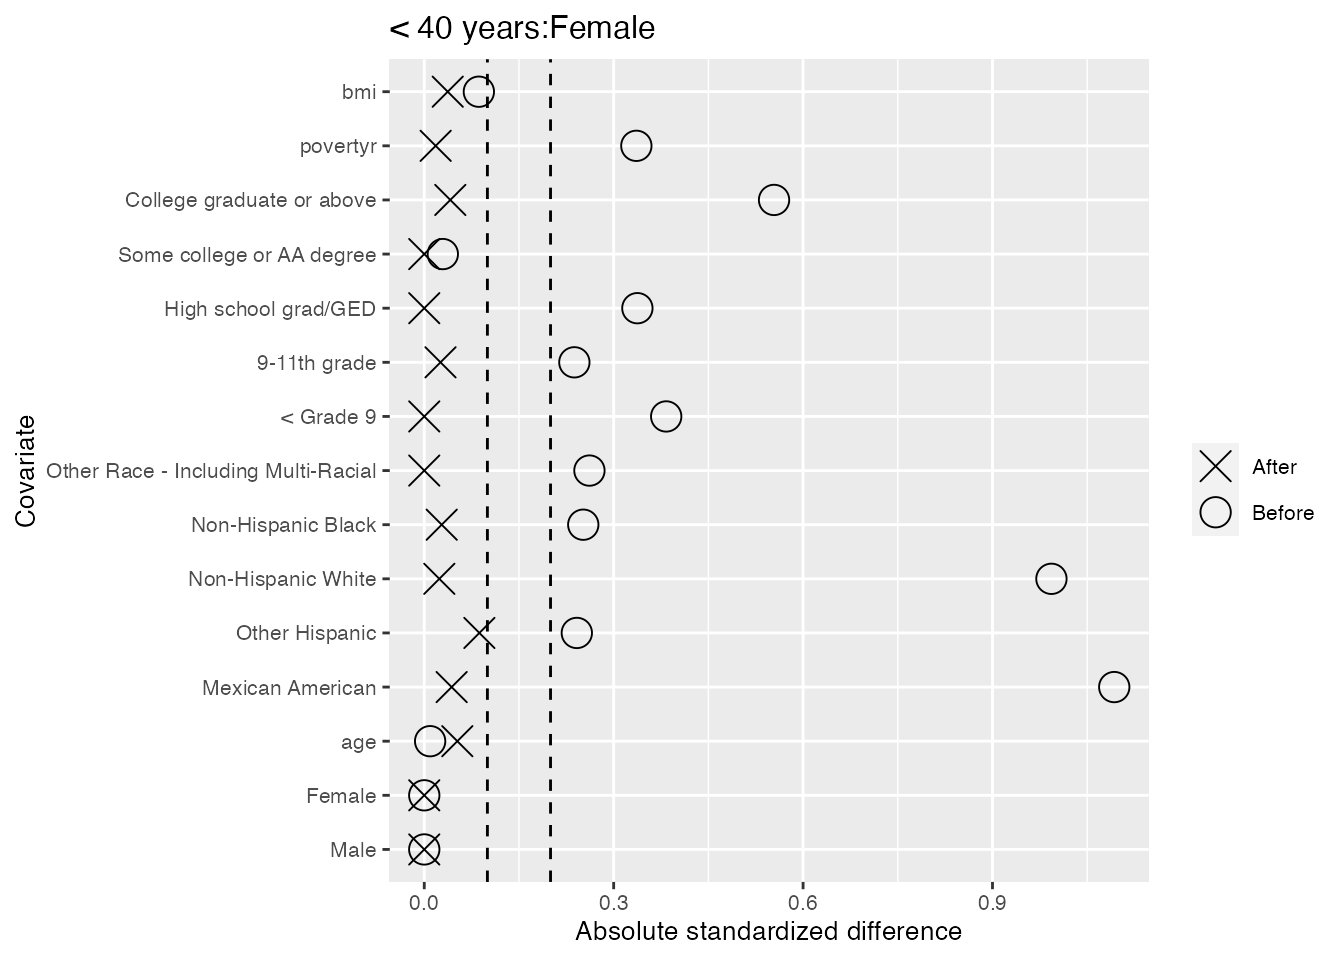 < 40 years:Female
bmi
povertyr
College graduate or above
Some college or AA degree
High school grad/GED
9-11th grade
< Grade 9
Other Race - Including Multi-Racial
Non-Hispanic Black
Non-Hispanic White
Other Hispanic
Mexican American
age
Female
Male
Covariate
0.0 0.3 0.6 0.9
Absolute standardized difference
After
Before